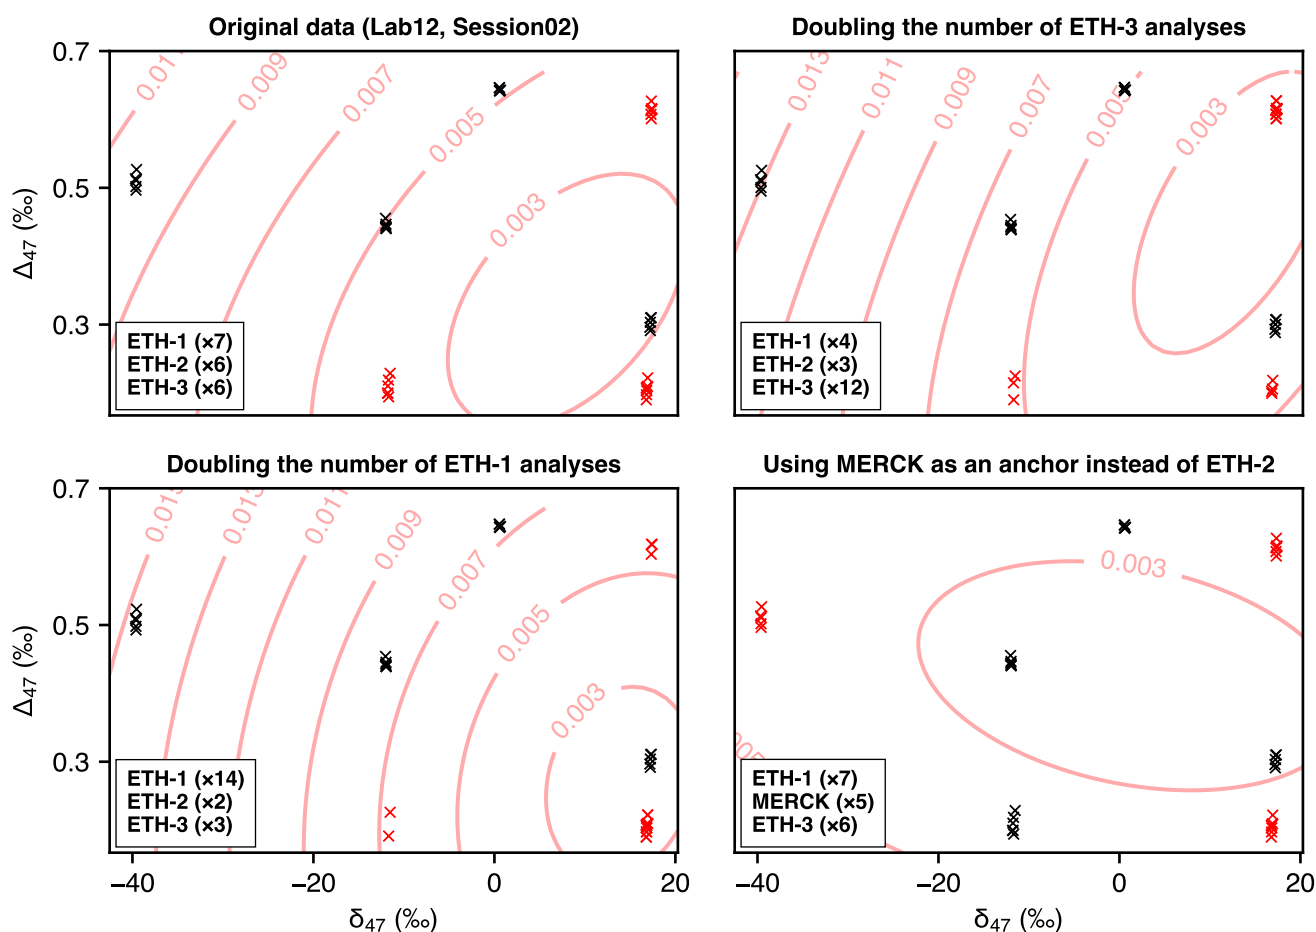 Original data (Lab12, Session02)
0.7
0.5
0.3
Δ47 (‰)
0.009
0.007
0.005
0.003
ETH-1 (×7)
ETH-2 (×6)
ETH-3 (×6)
Doubling the number of ETH-3 analyses
0.013
0.011
0.009
0.007
0.005
0.003
ETH-1 (×4)
ETH-2 (×3)
ETH-3 (×12)
Doubling the number of ETH-1 analyses
0.7
0.5
0.3
Δ47 (‰)
0.009
0.007
0.005
0.003
ETH-1 (×14)
ETH-2 (×2)
ETH-3 (×3)
−40
−20
0
20
δ47 (‰)
Using MERCK as an anchor instead of ETH-2
0.003
ETH-1 (×7)
MERCK (×5)
ETH-3 (×6)
−40
−20
0
20
δ47 (‰)